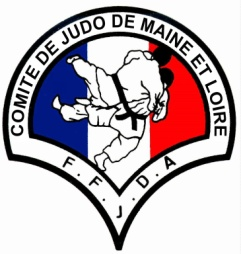 COMITE DE JUDO DE MAINE ET LOIRE
F.F.J.D.A